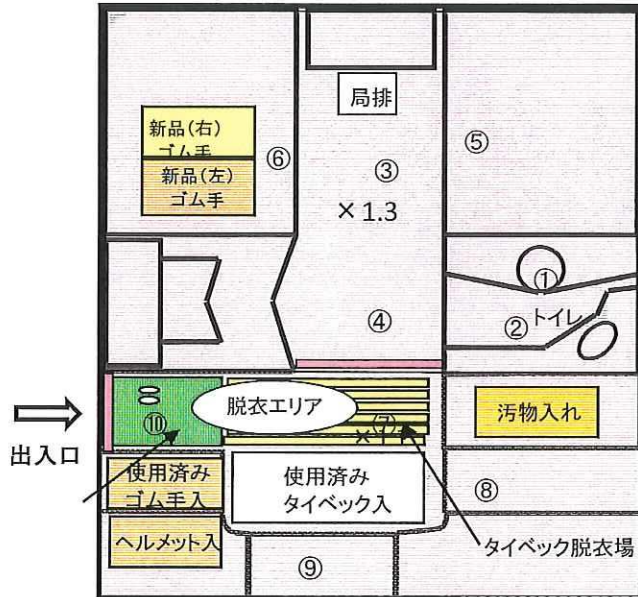 局排
新品(右)
ゴム手
新品(左)
ゴム手
⑥
③
⑤
× 1.3
①
④
② トイレ
脱衣エリア
⑦
×
⑩
汚物入れ
出入口
使用済み
ゴム手入
使用済み
タイベック入
⑧
ヘルメット入
タイベック脱衣場
⑨